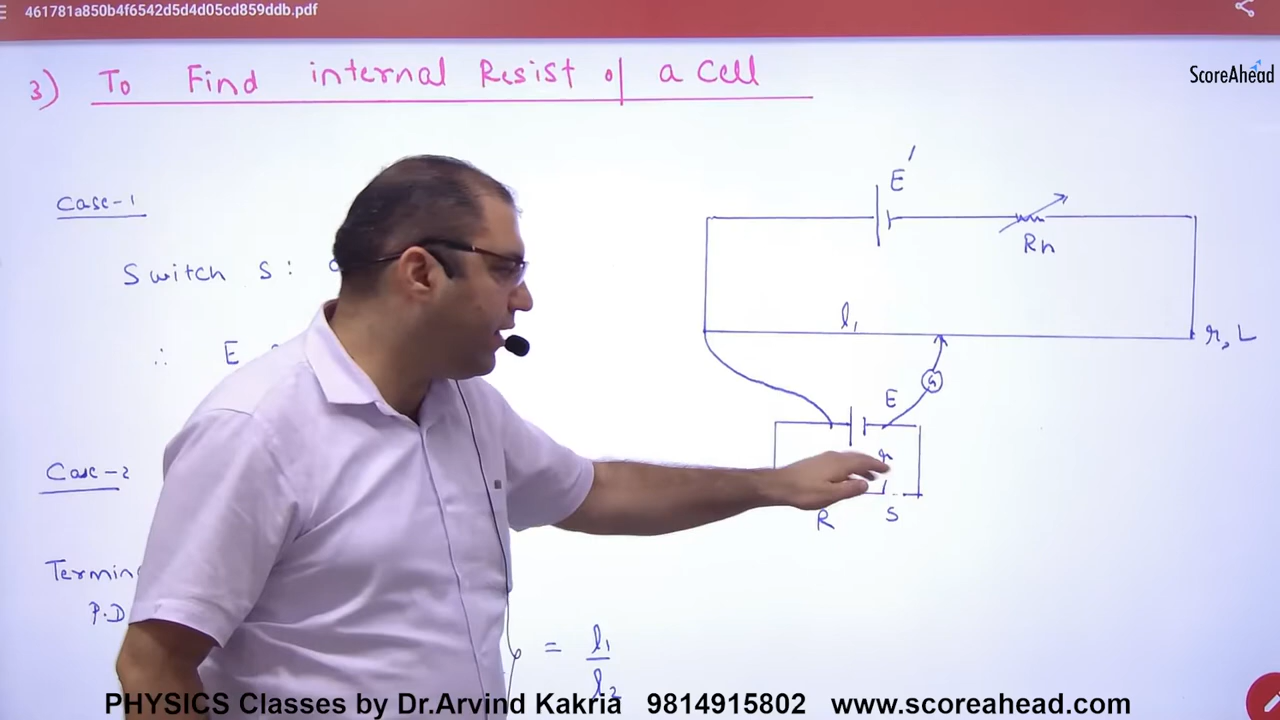 461781a850b4f6542d5d4d05cd859ddb.pdf
ScoreAhead
3) To Find internal Resist of a Cell
Case-1
Switch S:
∴ E
Case-2
Termin
P.D
= l₁
l₂
E'
Rh
l₁
r, L
G
E
r
R
S
PHYSICS Classes by Dr.Arvind Kakria 9814915802 www.scoreahead.com